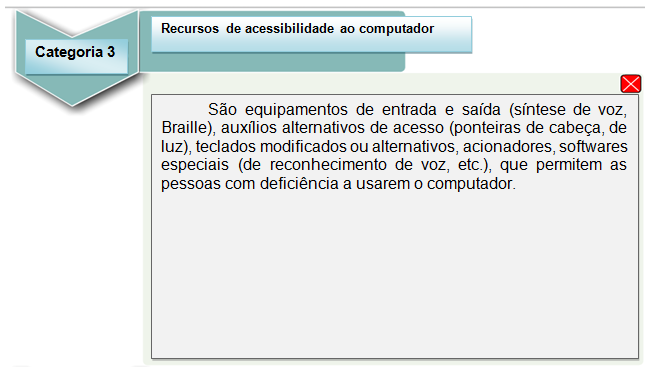 Recursos de acessibilidade ao computador
Categoria 3
São equipamentos de entrada e saída (síntese de voz,
Braille), auxílios alternativos de acesso (ponteiras de cabeça, de
luz), teclados modificados ou alternativos, acionadores, softwares
especiais (de reconhecimento de voz, etc.), que permitem as
pessoas com deficiência a usarem o computador.